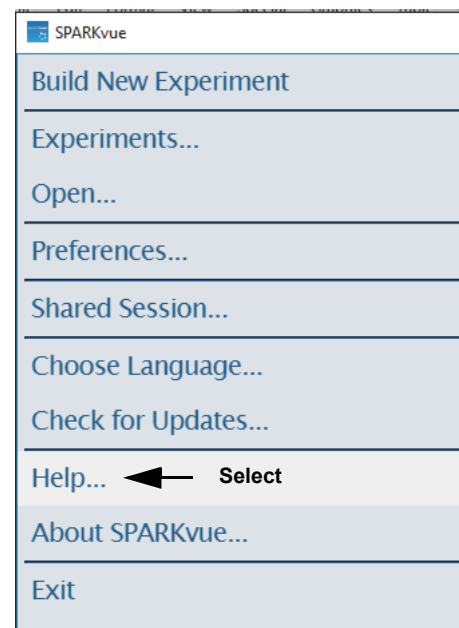 SPARKvue
Build New Experiment
Experiments...
Open...
Preferences...
Shared Session...
Choose Language...
Check for Updates...
Help... Select
About SPARKvue...
Exit